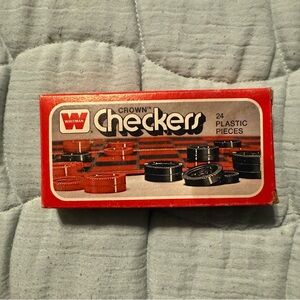 WHITMAN
CROWN™
Checkers
24
PLASTIC
PIECES